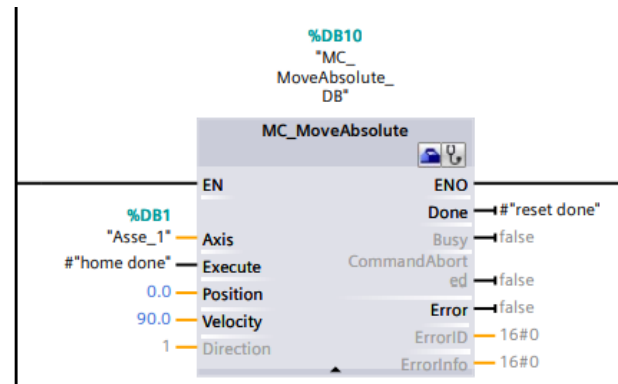 %DB10
"MC_
MoveAbsolute_
DB"
MC_MoveAbsolute
EN
ENO
%DB1
"Asse_1"
Axis
Done
#"reset done"
Busy
false
#"home done"
Execute
CommandAbort
ed
false
0.0
Position
Error
false
90.0
Velocity
ErrorID
16#0
1
Direction
ErrorInfo
16#0